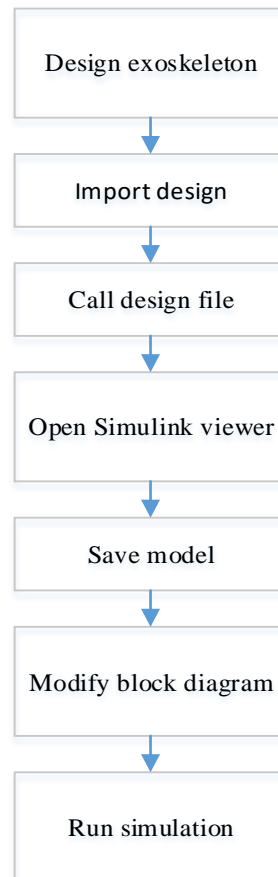 Design exoskeleton
Import design
Call design file
Open Simulink viewer
Save model
Modify block diagram
Run simulation